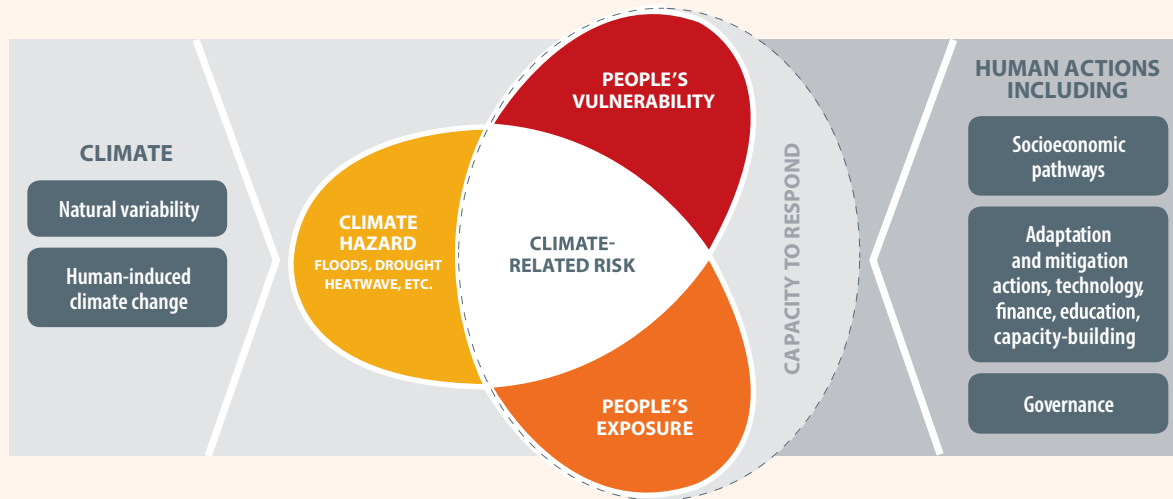 CLIMATE
Natural variability
Human-induced
climate change
CLIMATE
HAZARD
FLOODS, DROUGHT
HEATWAVE, ETC.
PEOPLE'S
VULNERABILITY
CLIMATE-
RELATED RISK
PEOPLE'S
EXPOSURE
CAPACITY TO RESPOND
HUMAN ACTIONS
INCLUDING
Socioeconomic
pathways
Adaptation
and mitigation
actions, technology,
finance, education,
capacity-building
Governance